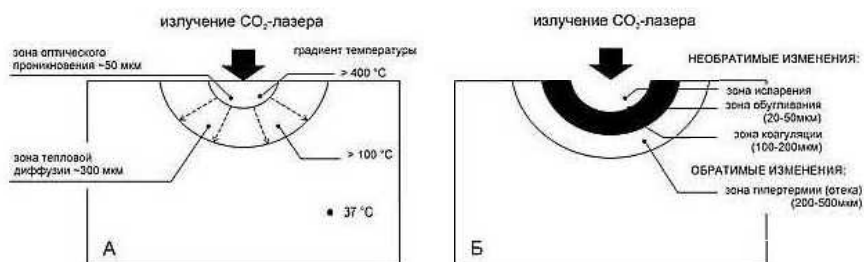 излучение CO₂-лазера
зона оптического
проникновения ~50 мкм
градиент температуры
> 400 °C
зона тепловой
диффузии ~300 мкм
> 100 °C
37 °C
А
излучение CO₂-лазера
НЕОБРАТИМЫЕ ИЗМЕНЕНИЯ:
зона испарения
зона обугливания
(20-50мкм)
зона коагуляции
(100-200мкм)
ОБРАТИМЫЕ ИЗМЕНЕНИЯ:
зона гипертермии (отека)
(200-500мкм)
Б